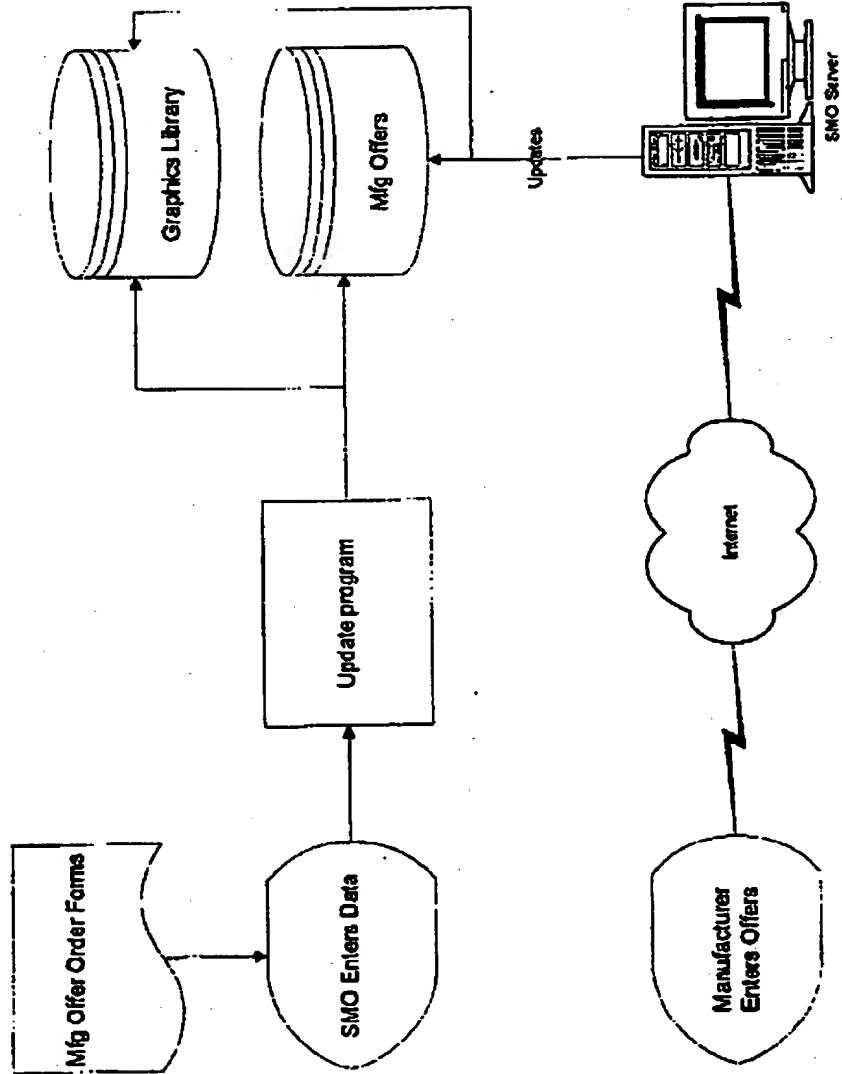 Mfg Offer Order Forms
SMO Enters Data
Update program
Graphics Library
Mfg Offers
Manufacturer
Enters Offers
Internet
Updates
SMO Server